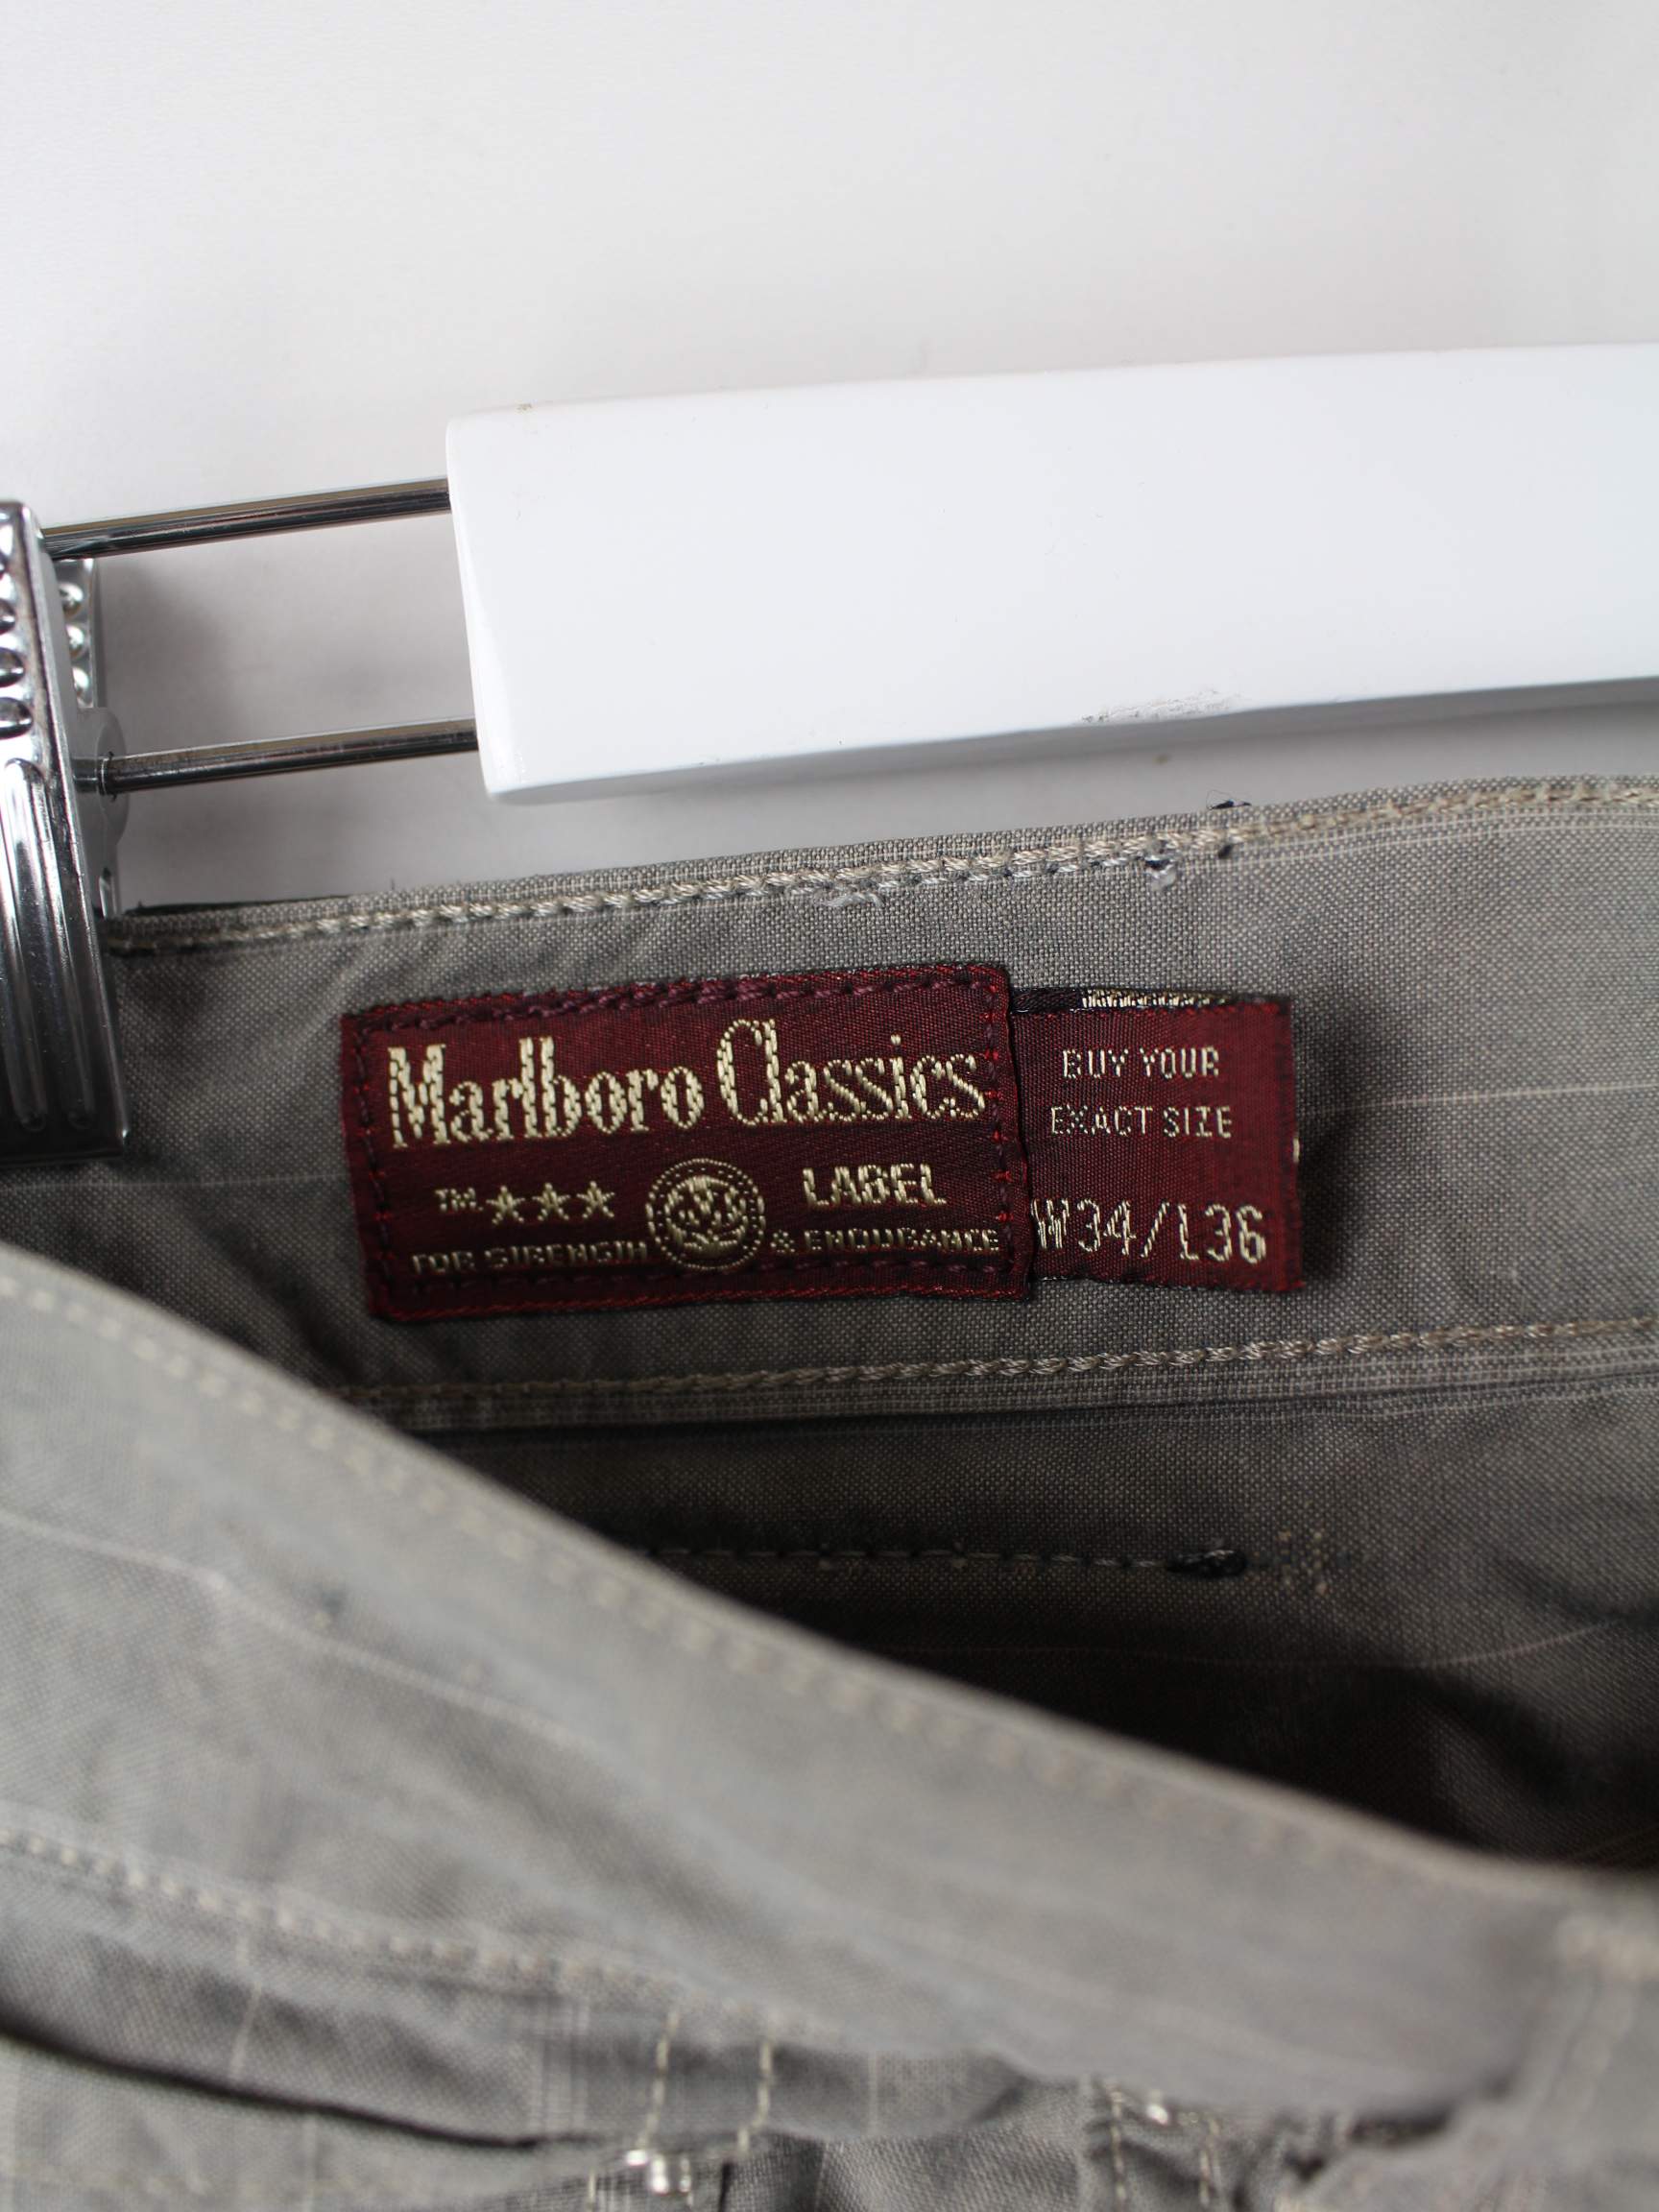 Marlboro Classics
TM. ★★★ LABEL
FOR STRENGTH & ENDURANCE
BUY YOUR
EXACT SIZE
W34/L36